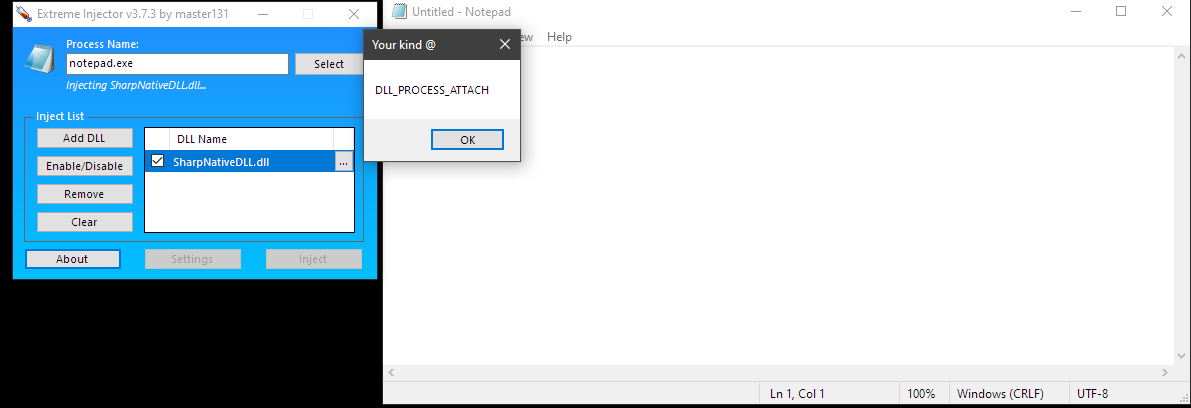 Extreme Injector v3.7.3 by master131
Process Name:
notepad.exe
Select
Injecting SharpNativeDLL.dll...
Inject List
Add DLL
Enable/Disable
Remove
Clear
DLL Name
SharpNativeDLL.dll
...
About
Settings
Inject
Untitled - Notepad
Help
Your kind @
DLL_PROCESS_ATTACH
OK
Ln 1, Col 1
100%
Windows (CRLF)
UTF-8